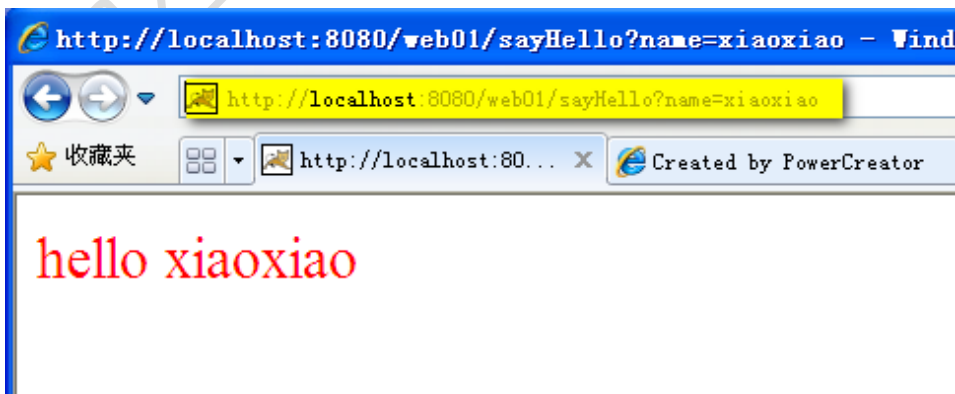 http://localhost:8080/web01/sayHello?name=xiaoxiao - Wind
http://localhost:8080/web01/sayHello?name=xiaoxiao
收藏夹 http://localhost:80... X Created by PowerCreator
hello xiaoxiao